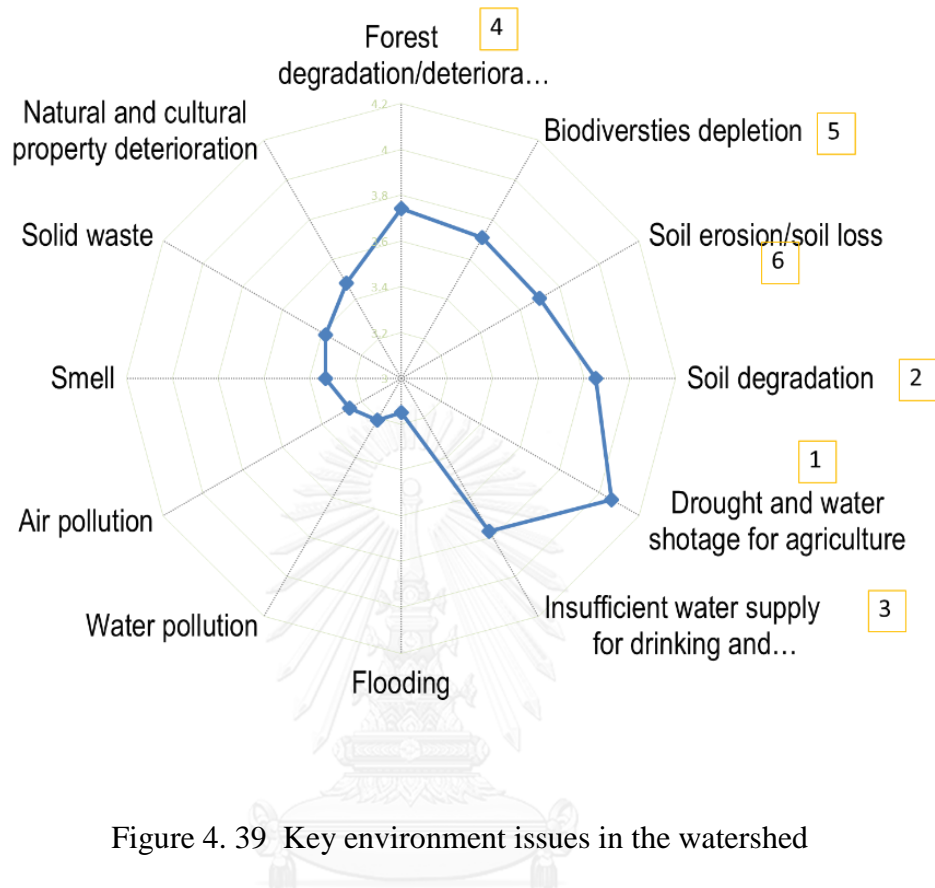 Forest 4
degradation/deteriora…
Natural and cultural
property deterioration
Biodiversties depletion 5
4,2
4
3,8
3,6
3,4
3,2
Solid waste
Soil erosion/soil loss
6
Smell
Soil degradation 2
1
Drought and water
shotage for agriculture
Air pollution
Insufficient water supply 3
for drinking and…
Water pollution
Flooding
Figure 4. 39 Key environment issues in the watershed